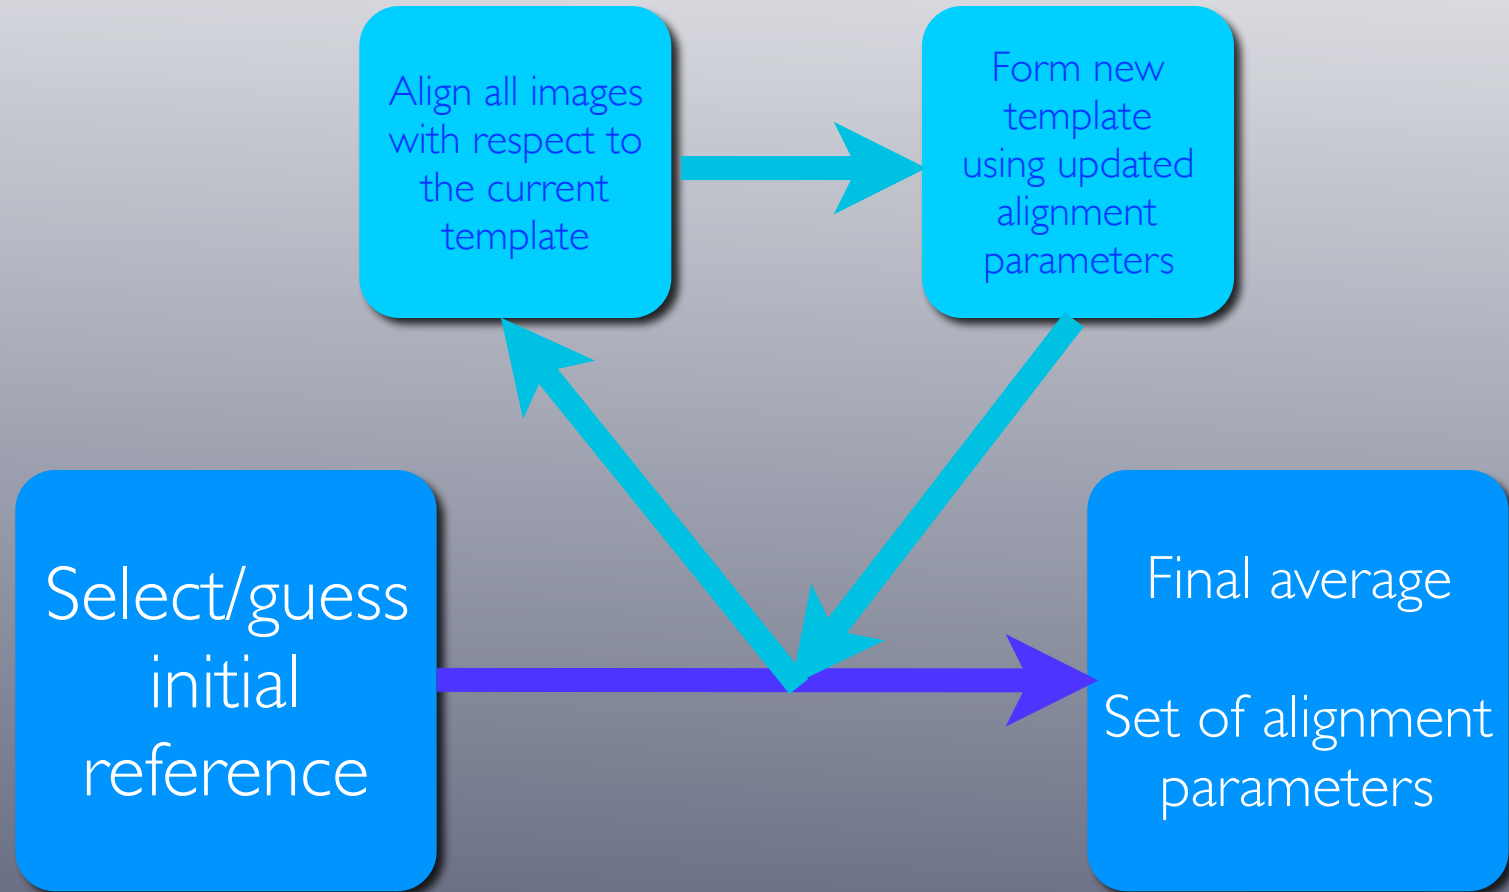 Align all images
with respect to
the current
template
Form new
template
using updated
alignment
parameters
Select/guess
initial
reference
Final average
Set of alignment
parameters